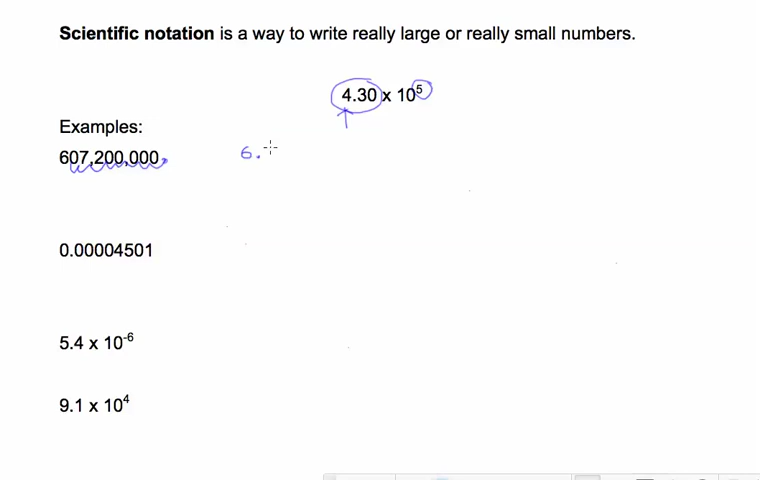 Scientific notation is a way to write really large or really small numbers.
4.30 x 10⁵
Examples:
607,200,000. 6.
0.00004501
5.4 x 10⁻⁶
9.1 x 10⁴